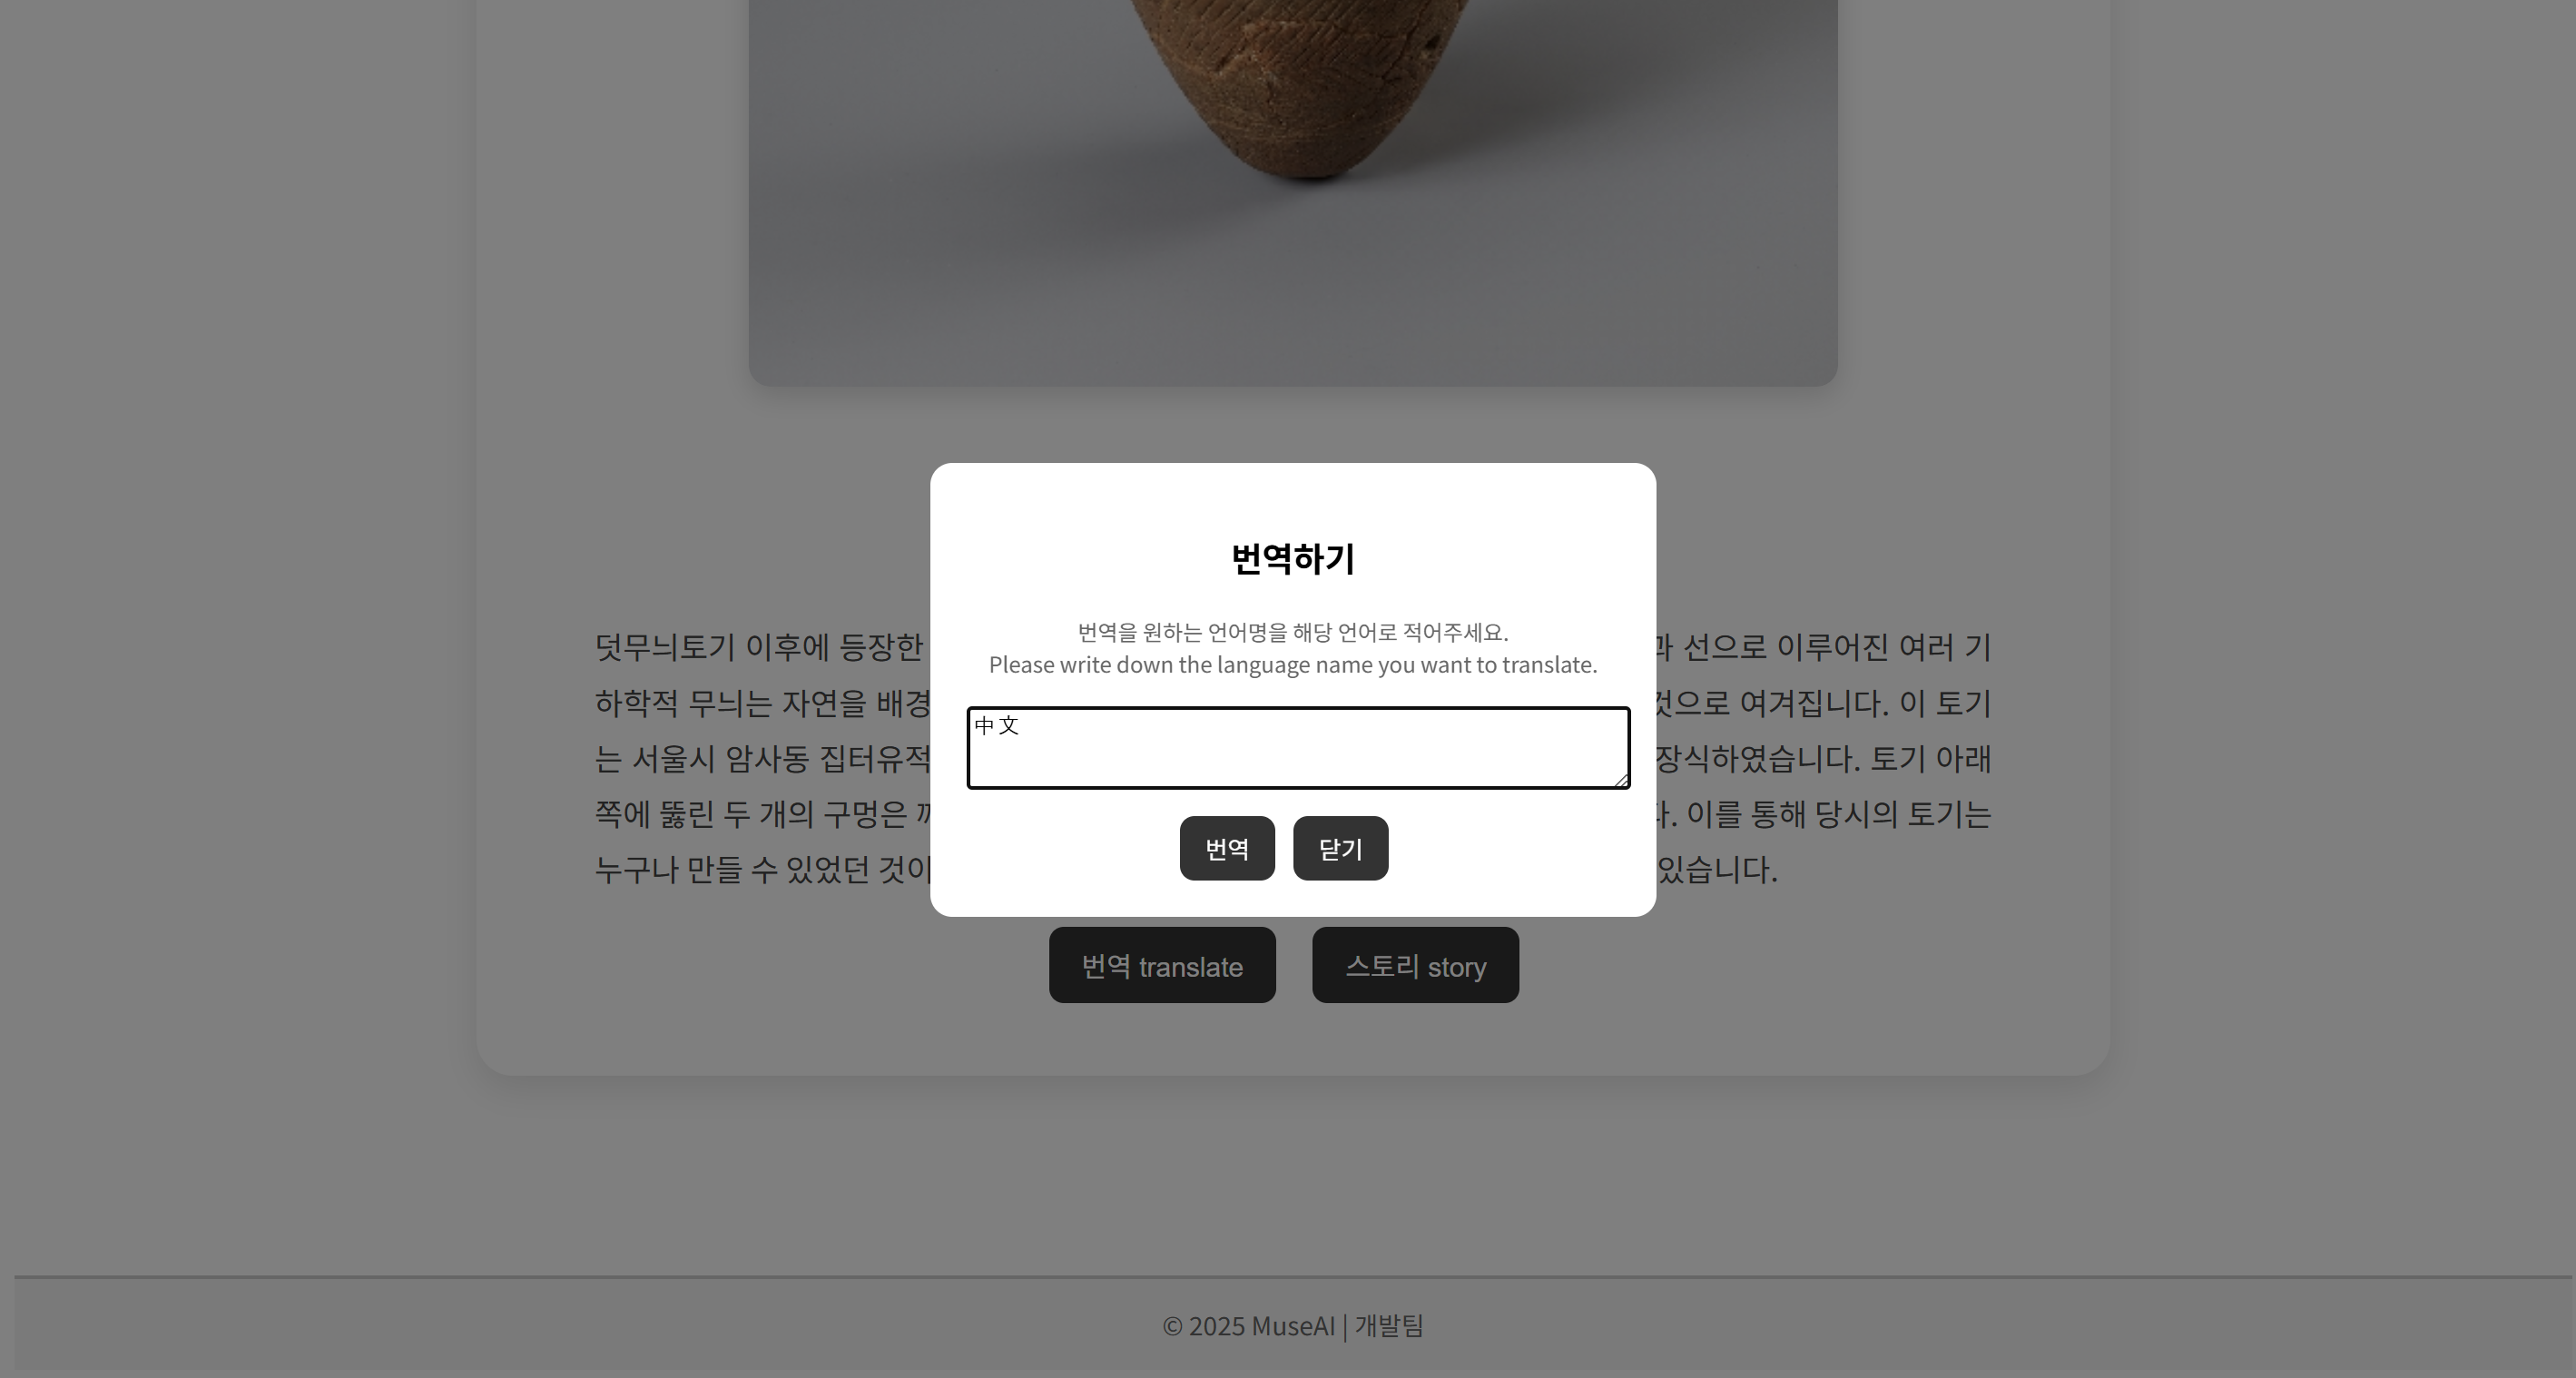 번역하기
번역을 원하는 언어명을 해당 언어로 적어주세요.
Please write down the language name you want to translate.
中文
번역 닫기
덧무늬토기 이후에 등장한 선으로 이루어진 여러 기
하학적 무늬는 자연을 배경 것으로 여겨집니다. 이 토기
는 서울시 암사동 집터유적 장식하였습니다. 토기 아래
쪽에 뚫린 두 개의 구멍은 이를 통해 당시의 토기는
누구나 만들 수 있었던 것이 있습니다.
번역 translate 스토리 story
© 2025 MuseAI | 개발팀